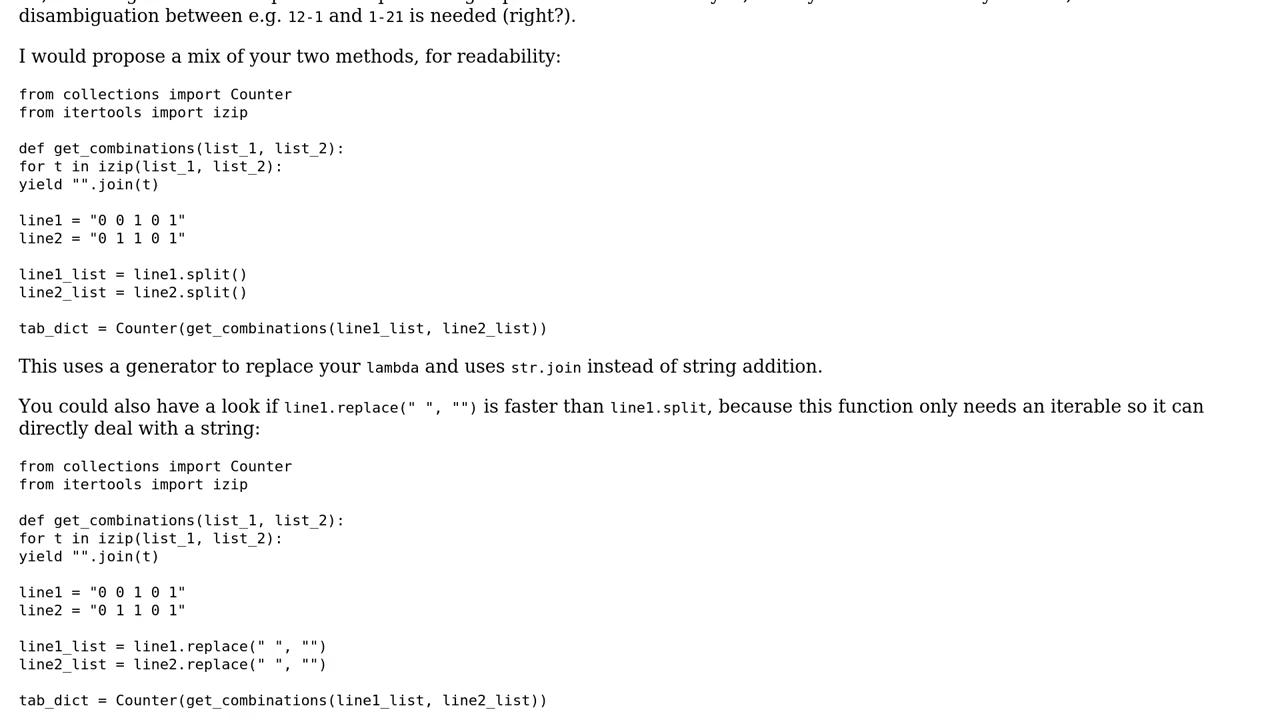 disambiguation between e.g. 12-1 and 1-21 is needed (right?).
I would propose a mix of your two methods, for readability:
from collections import Counter
from itertools import izip
def get_combinations(list_1, list_2):
for t in izip(list_1, list_2):
yield "".join(t)
line1 = "0 0 1 0 1"
line2 = "0 1 1 0 1"
line1_list = line1.split()
line2_list = line2.split()
tab_dict = Counter(get_combinations(line1_list, line2_list))
This uses a generator to replace your lambda and uses str.join instead of string addition.
You could also have a look if line1.replace(" ", "") is faster than line1.split, because this function only needs an iterable so it can
directly deal with a string:
from collections import Counter
from itertools import izip
def get_combinations(list_1, list_2):
for t in izip(list_1, list_2):
yield "".join(t)
line1 = "0 0 1 0 1"
line2 = "0 1 1 0 1"
line1_list = line1.replace(" ", "")
line2_list = line2.replace(" ", "")
tab_dict = Counter(get_combinations(line1_list, line2_list))